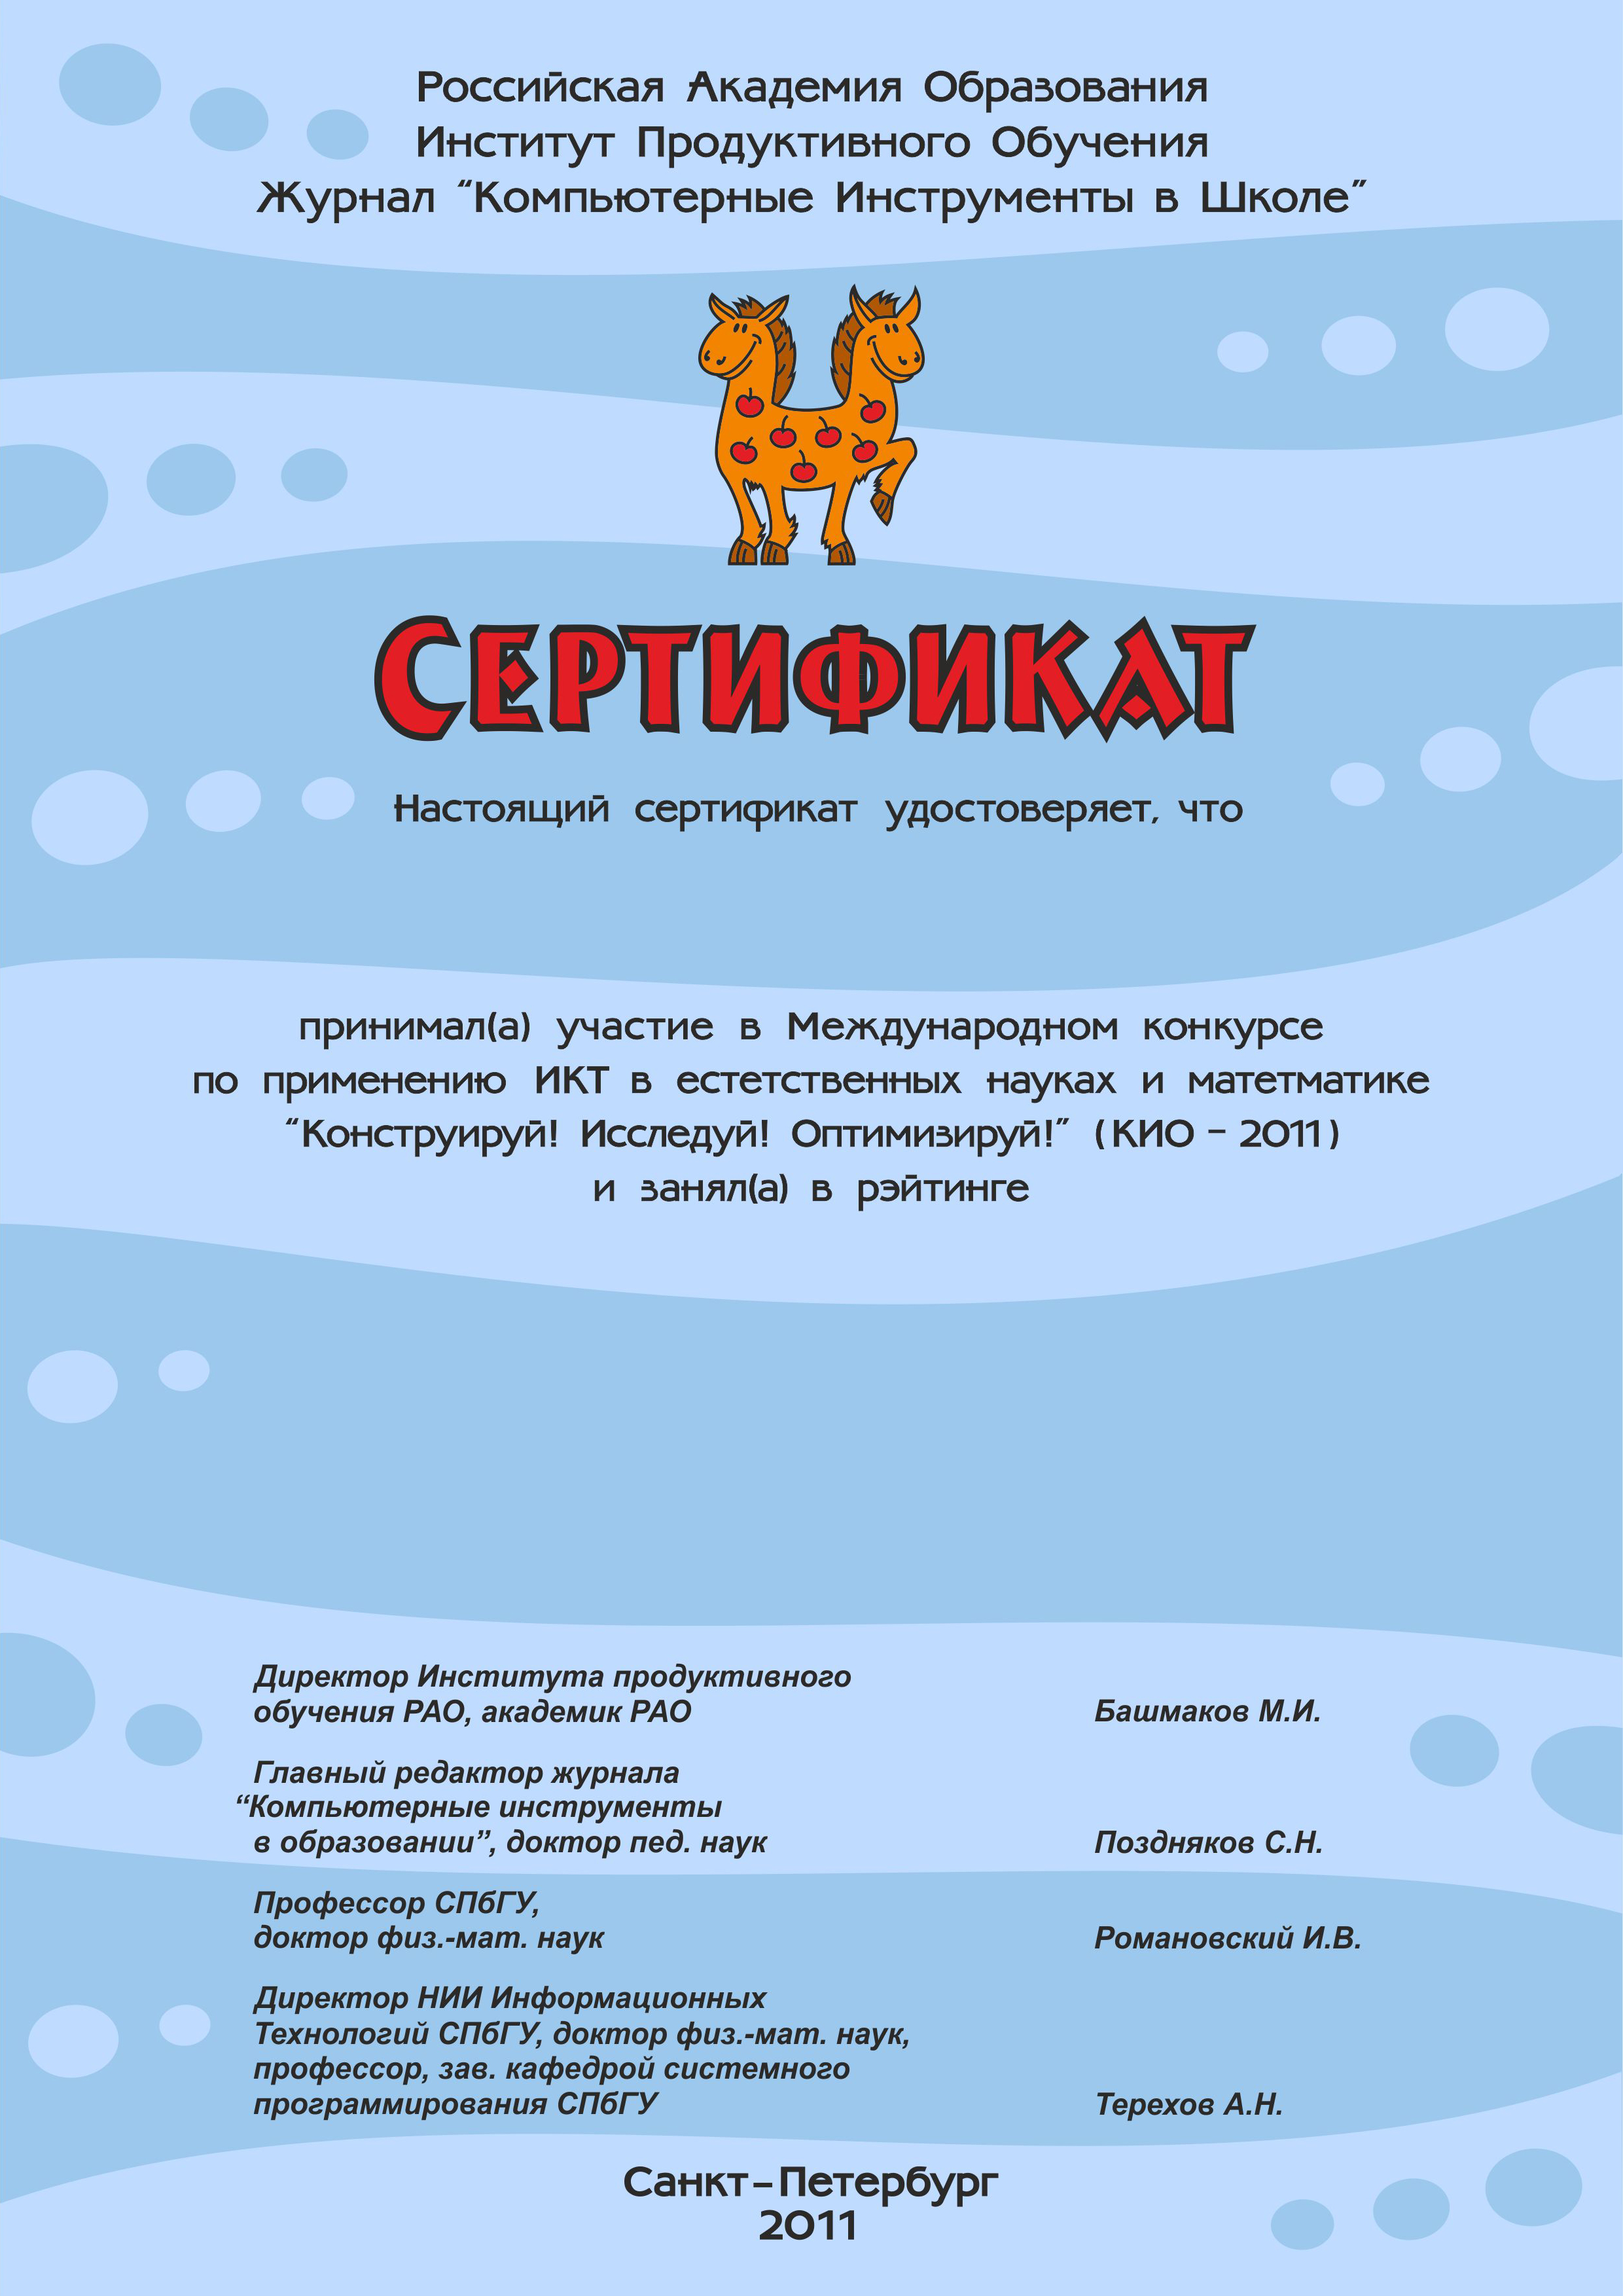 Российская Академия Образования
Институт Продуктивного Обучения
Журнал “Компьютерные Инструменты в Школе”
Сертификат
Настоящий сертификат удостоверяет, что
принимал(а) участие в Международном конкурсе
по применению ИКТ в естетственных науках и матетматике
“Конструируй! Исследуй! Оптимизируй!” (КИО - 2011)
и занял(а) в рэйтинге
Директор Института продуктивного
обучения РАО, академик РАО Башмаков М.И.
Главный редактор журнала
“Компьютерные инструменты
в образовании”, доктор пед. наук Поздняков С.Н.
Профессор СПбГУ,
доктор физ.-мат. наук Романовский И.В.
Директор НИИ Информационных
Технологий СПбГУ, доктор физ.-мат. наук,
профессор, зав. кафедрой системного
программирования СПбГУ Терехов А.Н.
Санкт-Петербург
2011